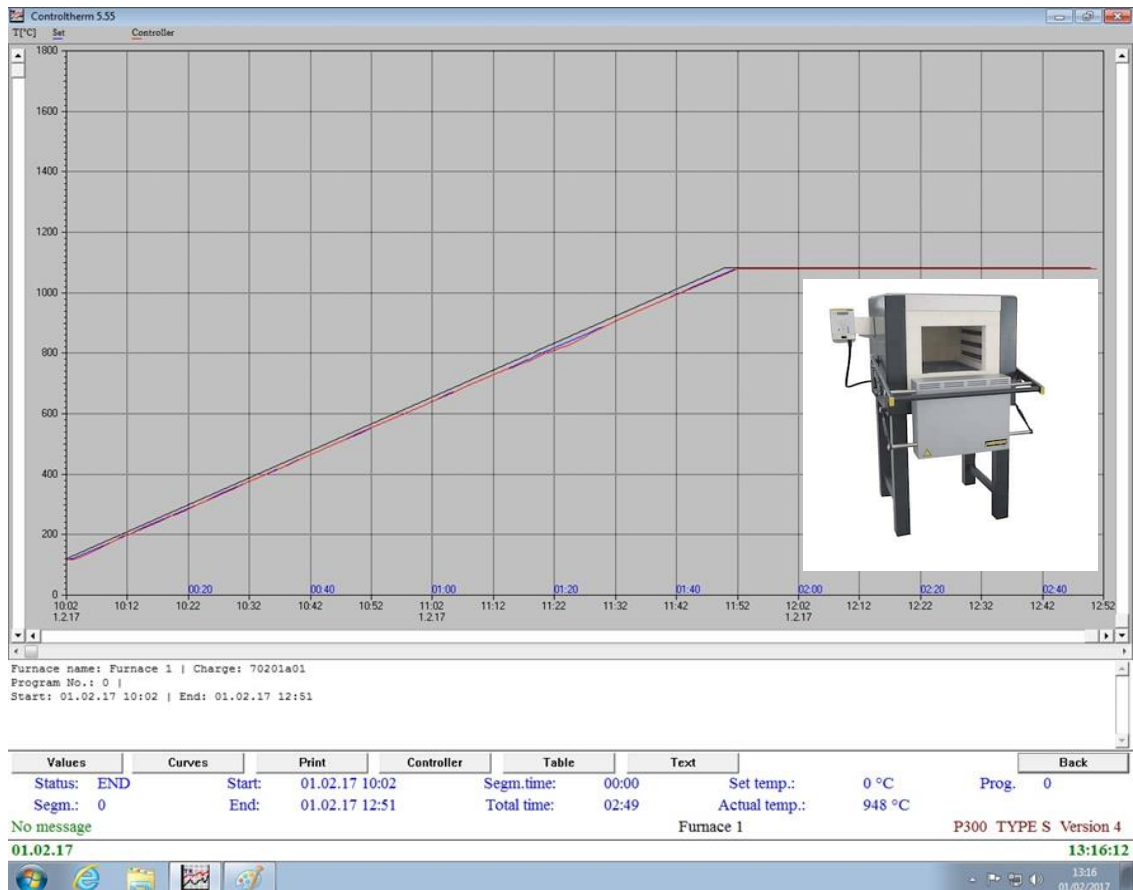 Controltherm 5.55
T[°C] Set Controller
1800
1600
1400
1200
1000
800
600
400
200
0
00:20 00:40 01:00 01:20 01:40 02:00 02:20 02:40
10:02 10:12 10:22 10:32 10:42 10:52 11:02 11:12 11:22 11:32 11:42 11:52 12:02 12:12 12:22 12:32 12:42 12:52
1.2.17 1.2.17 1.2.17
Furnace name: Furnace 1 | Charge: 70201a01
Program No.: 0 |
Start: 01.02.17 10:02 | End: 01.02.17 12:51
Values Curves Print Controller Table Text Back
Status: END Start: 01.02.17 10:02 Segm.time: 00:00 Set temp.: 0 °C Prog. 0
Segm.: 0 End: 01.02.17 12:51 Total time: 02:49 Actual temp.: 948 °C
No message Furnace 1 P300 TYPE S Version 4
01.02.17 13:16:12
13:16
01/02/2017